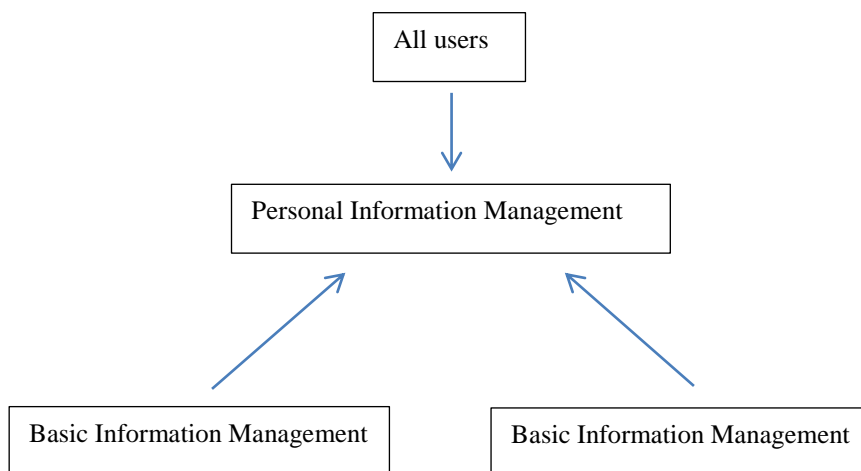 All users
Personal Information Management
Basic Information Management
Basic Information Management